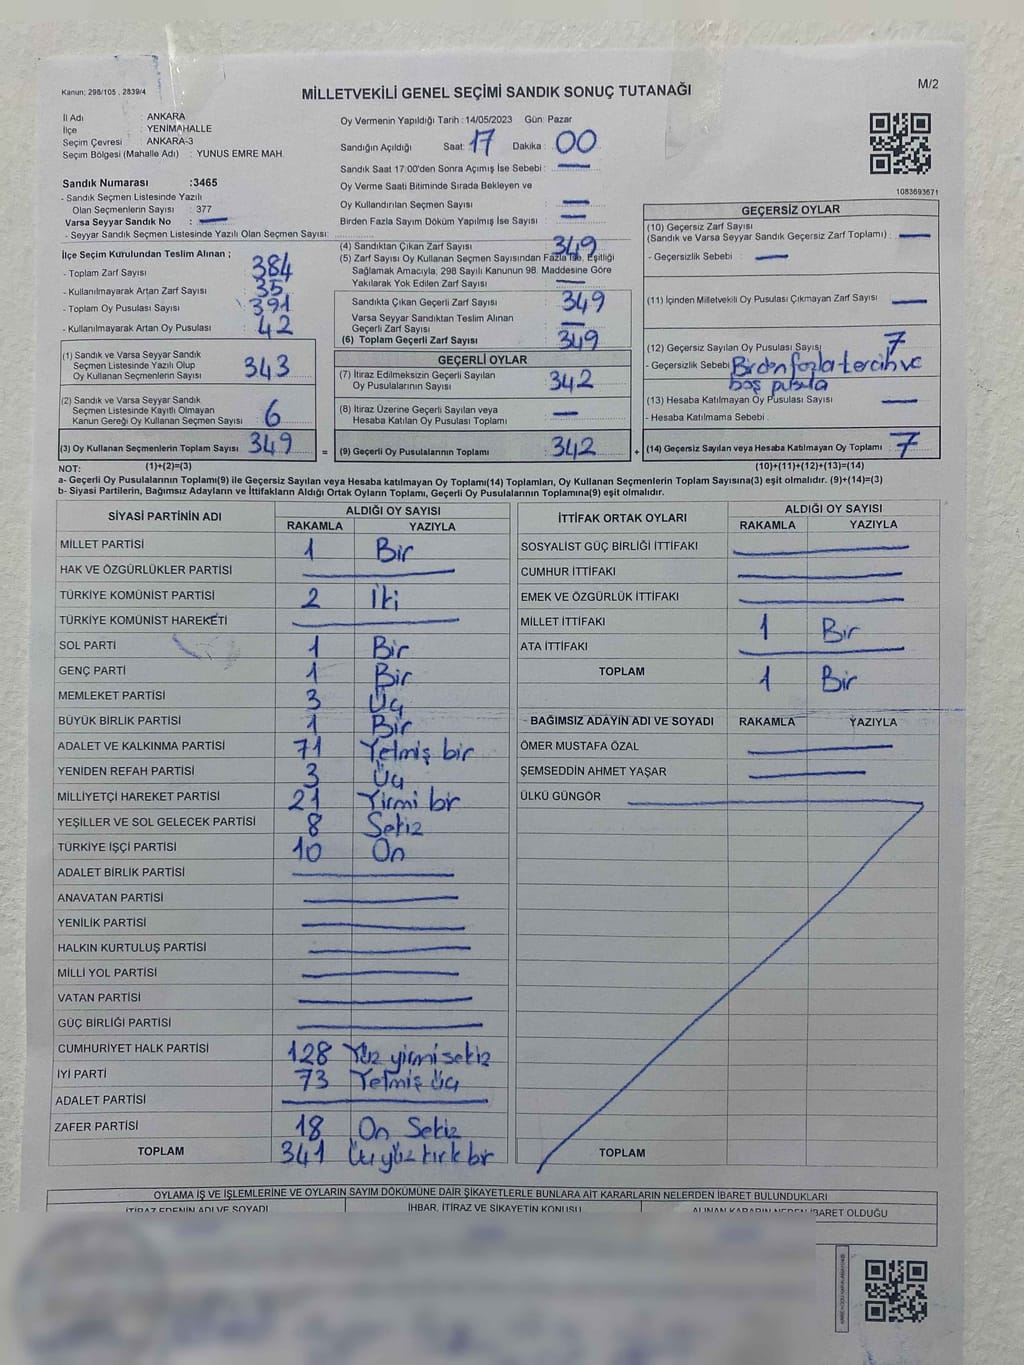 Kanun; 298/105 , 2839/4
MİLLETVEKİLİ GENEL SEÇİMİ SANDIK SONUÇ TUTANAĞI
M/2
İl Adı : ANKARA
İlçe : YENİMAHALLE
Seçim Çevresi : ANKARA-3
Seçim Bölgesi (Mahalle Adı) : YUNUS EMRE MAH.
Oy Vermenin Yapıldığı Tarih :14/05/2023 Gün: Pazar
Sandığın Açıldığı Saat: 17 Dakika : 00
Sandık Saat 17:00'den Sonra Açımış İse Sebebi :
Oy Verme Saati Bitiminde Sırada Bekleyen ve
Oy Kullandırılan Seçmen Sayısı :
Birden Fazla Sayım Döküm Yapılmış İse Sayısı :
1083693671
Sandık Numarası :3465
- Sandık Seçmen Listesinde Yazılı
Olan Seçmenlerin Sayısı : 377
Varsa Seyyar Sandık No :
- Seyyar Sandık Seçmen Listesinde Yazılı Olan Seçmen Sayısı:
İlçe Seçim Kurulundan Teslim Alınan ;
- Toplam Zarf Sayısı : 384
- Kullanılmayarak Artan Zarf Sayısı : 35
- Toplam Oy Pusulası Sayısı : 391
- Kullanılmayarak Artan Oy Pusulası : 42
(1) Sandık ve Varsa Seyyar Sandık
Seçmen Listesinde Yazılı Olup
Oy Kullanan Seçmenlerin Sayısı : 343
(2) Sandık ve Varsa Seyyar Sandık
Seçmen Listesinde Kayıtlı Olmayan
Kanun Gereği Oy Kullanan Seçmen Sayısı : 6
(3) Oy Kullanan Seçmenlerin Toplam Sayısı : 349
(4) Sandıktan Çıkan Zarf Sayısı : 349
(5) Zarf Sayısı Oy Kullanan Seçmen Sayısından Fazla İse, Eşitliği
Sağlamak Amacıyla, 298 Sayılı Kanunun 98. Maddesine Göre
Yakılarak Yok Edilen Zarf Sayısı :
Sandıkta Çıkan Geçerli Zarf Sayısı : 349
Varsa Seyyar Sandıktan Teslim Alınan
Geçerli Zarf Sayısı :
(6) Toplam Geçerli Zarf Sayısı : 349
GEÇERLİ OYLAR
(7) İtiraz Edilmeksizin Geçerli Sayılan
Oy Pusulalarının Sayısı : 342
(8) İtiraz Üzerine Geçerli Sayılan veya
Hesaba Katılan Oy Pusulası Toplamı :
= (9) Geçerli Oy Pusulalarının Toplamı : 342 +
GEÇERSİZ OYLAR
(10) Geçersiz Zarf Sayısı
(Sandık ve Varsa Seyyar Sandık Geçersiz Zarf Toplamı) :
- Geçersizlik Sebebi :
(11) İçinden Milletvekili Oy Pusulası Çıkmayan Zarf Sayısı :
(12) Geçersiz Sayılan Oy Pusulası Sayısı : 7
- Geçersizlik Sebebi : Birden fazla tercih ve
boş pusula
(13) Hesaba Katılmayan Oy Pusulası Sayısı :
- Hesaba Katılmama Sebebi :
(14) Geçersiz Sayılan veya Hesaba Katılmayan Oy Toplamı : 7
NOT: (1)+(2)=(3) (10)+(11)+(12)+(13)=(14)
a- Geçerli Oy Pusulalarının Toplamı(9) ile Geçersiz Sayılan veya Hesaba katılmayan Oy Toplamı(14) Toplamları, Oy Kullanan Seçmenlerin Toplam Sayısına(3) eşit olmalıdır. (9)+(14)=(3)
b- Siyasi Partilerin, Bağımsız Adayların ve İttifakların Aldığı Ortak Oyların Toplamı, Geçerli Oy Pusulalarının Toplamına(9) eşit olmalıdır.
SİYASİ PARTİNİN ADI ALDIĞI OY SAYISI
RAKAMLA YAZIYLA
MİLLET PARTİSİ 1 Bir
HAK VE ÖZGÜRLÜKLER PARTİSİ
TÜRKİYE KOMÜNİST PARTİSİ 2 İki
TÜRKİYE KOMÜNİST HAREKETİ
SOL PARTİ 1 Bir
GENÇ PARTİ 1 Bir
MEMLEKET PARTİSİ 3 Üç
BÜYÜK BİRLİK PARTİSİ 1 Bir
ADALET VE KALKINMA PARTİSİ 71 Yetmiş bir
YENİDEN REFAH PARTİSİ 3 Üç
MİLLİYETÇİ HAREKET PARTİSİ 21 Yirmi bir
YEŞİLLER VE SOL GELECEK PARTİSİ 8 Sekiz
TÜRKİYE İŞÇİ PARTİSİ 10 On
ADALET BİRLİK PARTİSİ
ANAVATAN PARTİSİ
YENİLİK PARTİSİ
HALKIN KURTULUŞ PARTİSİ
MİLLİ YOL PARTİSİ
VATAN PARTİSİ
GÜÇ BİRLİĞİ PARTİSİ
CUMHURİYET HALK PARTİSİ 128 Yüz yirmi sekiz
İYİ PARTİ 73 Yetmiş üç
ADALET PARTİSİ
ZAFER PARTİSİ 18 On Sekiz
TOPLAM 341 Üç yüz kırk bir
İTTİFAK ORTAK OYLARI ALDIĞI OY SAYISI
RAKAMLA YAZIYLA
SOSYALİST GÜÇ BİRLİĞİ İTTİFAKI
CUMHUR İTTİFAKI
EMEK VE ÖZGÜRLÜK İTTİFAKI
MİLLET İTTİFAKI 1 Bir
ATA İTTİFAKI
TOPLAM 1 Bir
BAĞIMSIZ ADAYIN ADI VE SOYADI RAKAMLA YAZIYLA
ÖMER MUSTAFA ÖZAL
ŞEMSEDDİN AHMET YAŞAR
ÜLKÜ GÜNGÖR
TOPLAM
OYLAMA İŞ VE İŞLEMLERİNE VE OYLARIN SAYIM DÖKÜMÜNE DAİR ŞİKAYETLERLE BUNLARA AİT KARARLARIN NELERDEN İBARET BULUNDUKLARI
İTİRAZ EDENİN ADI VE SOYADI İHBAR, İTİRAZ VE ŞİKAYETİN KONUSU ALINAN KARARIN NEDEN İBARET OLDUĞU